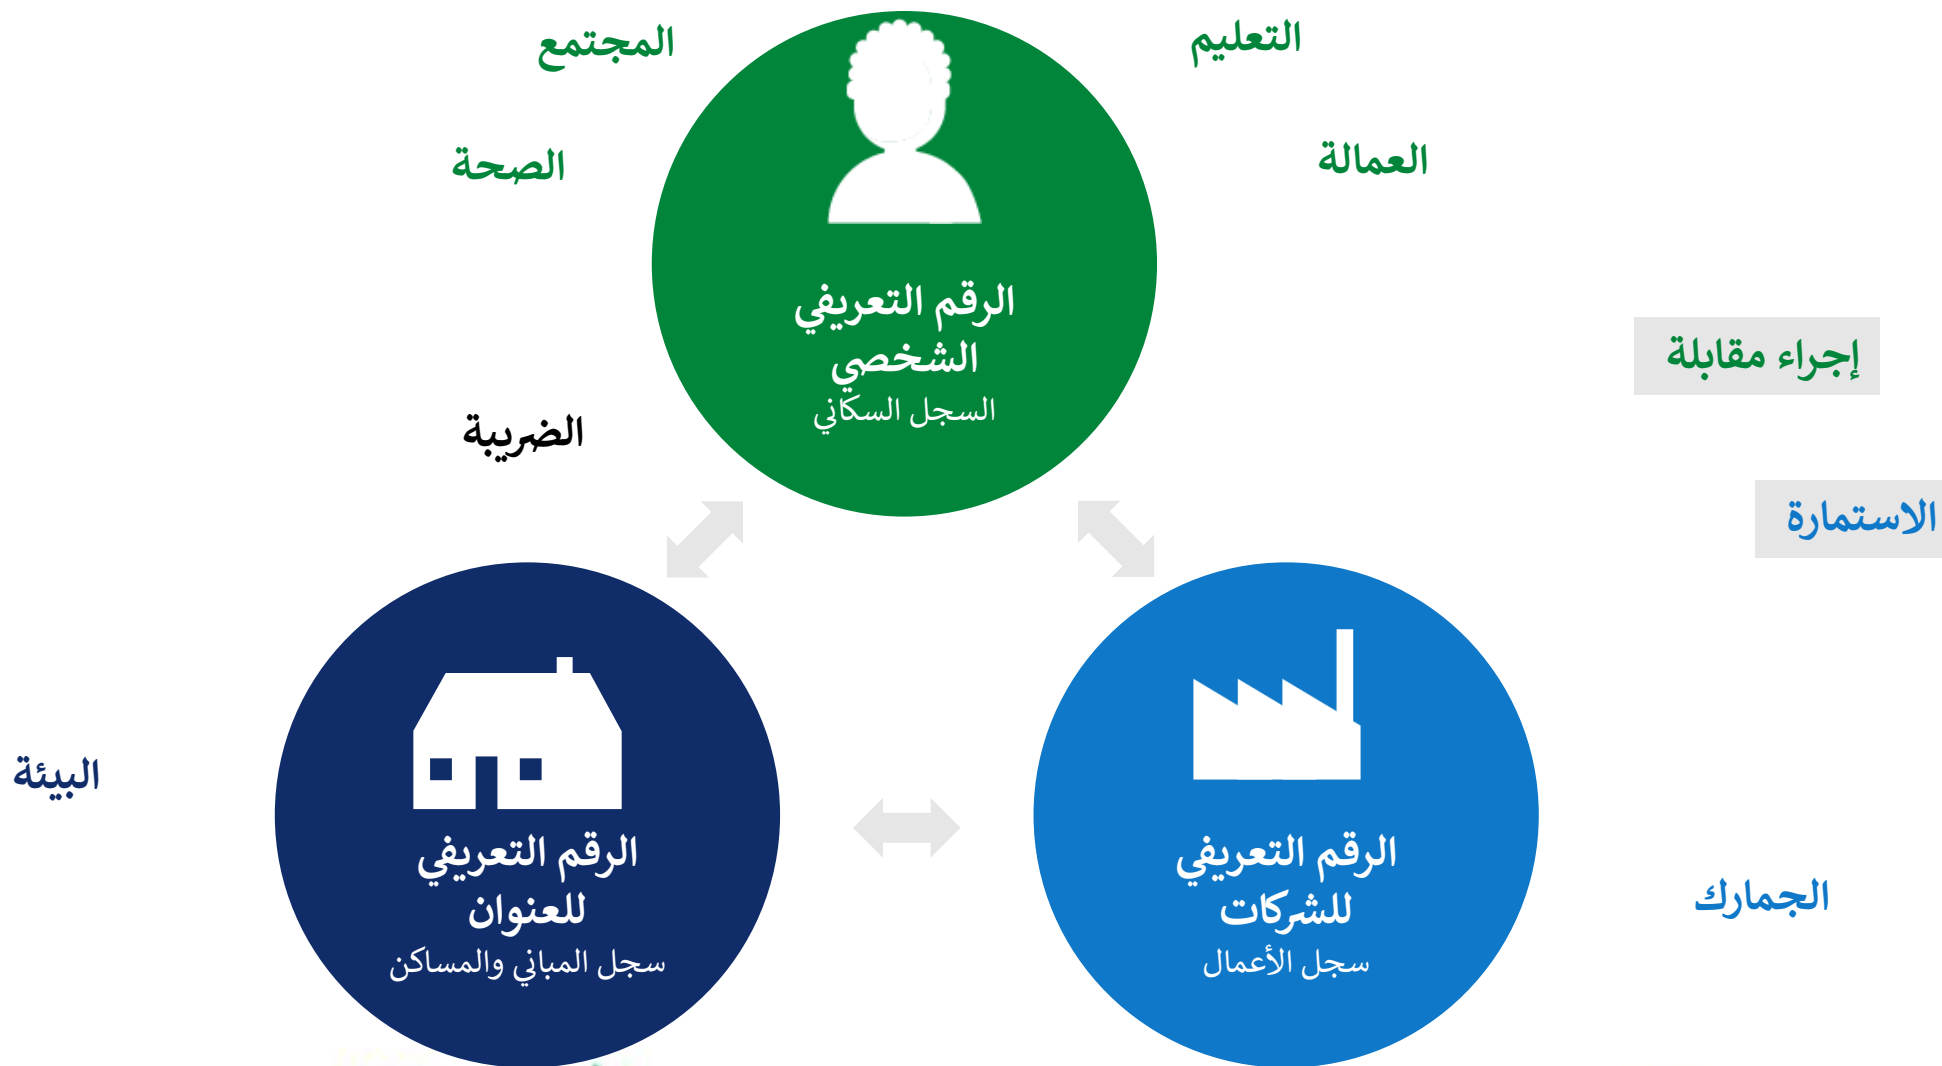 التعليم
المجتمع
العمالة
الصحة
الرقم التعريفي
الشخصي
السجل السكاني
إجراء مقابلة
الضريبة
الاستمارة
البيئة
الرقم التعريفي
للشركات
سجل الأعمال
الرقم التعريفي
للعنوان
سجل المباني والمساكن
الجمارك